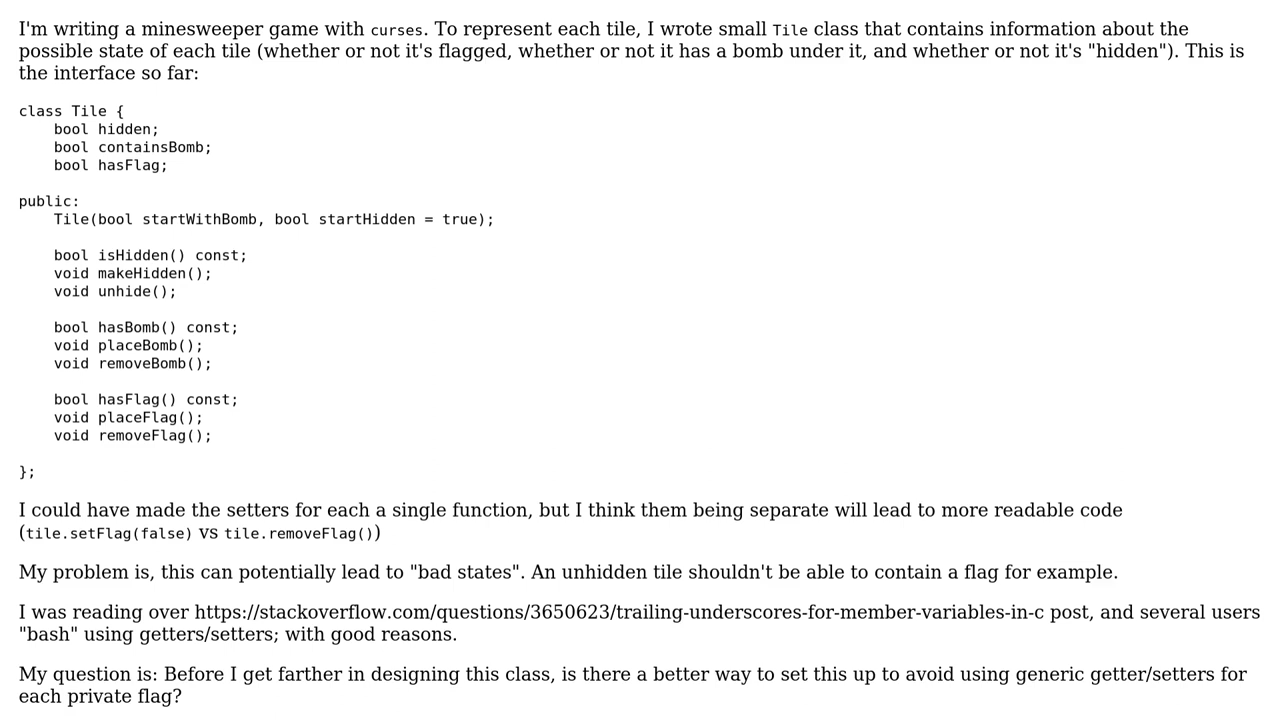 I'm writing a minesweeper game with curses. To represent each tile, I wrote small Tile class that contains information about the
possible state of each tile (whether or not it's flagged, whether or not it has a bomb under it, and whether or not it's "hidden"). This is
the interface so far:
class Tile {
    bool hidden;
    bool containsBomb;
    bool hasFlag;
public:
    Tile(bool startWithBomb, bool startHidden = true);
    bool isHidden() const;
    void makeHidden();
    void unhide();
    bool hasBomb() const;
    void placeBomb();
    void removeBomb();
    bool hasFlag() const;
    void placeFlag();
    void removeFlag();
};
I could have made the setters for each a single function, but I think them being separate will lead to more readable code
(tile.setFlag(false) vs tile.removeFlag())
My problem is, this can potentially lead to "bad states". An unhidden tile shouldn't be able to contain a flag for example.
I was reading over https://stackoverflow.com/questions/3650623/trailing-underscores-for-member-variables-in-c post, and several users
"bash" using getters/setters; with good reasons.
My question is: Before I get farther in designing this class, is there a better way to set this up to avoid using generic getter/setters for
each private flag?